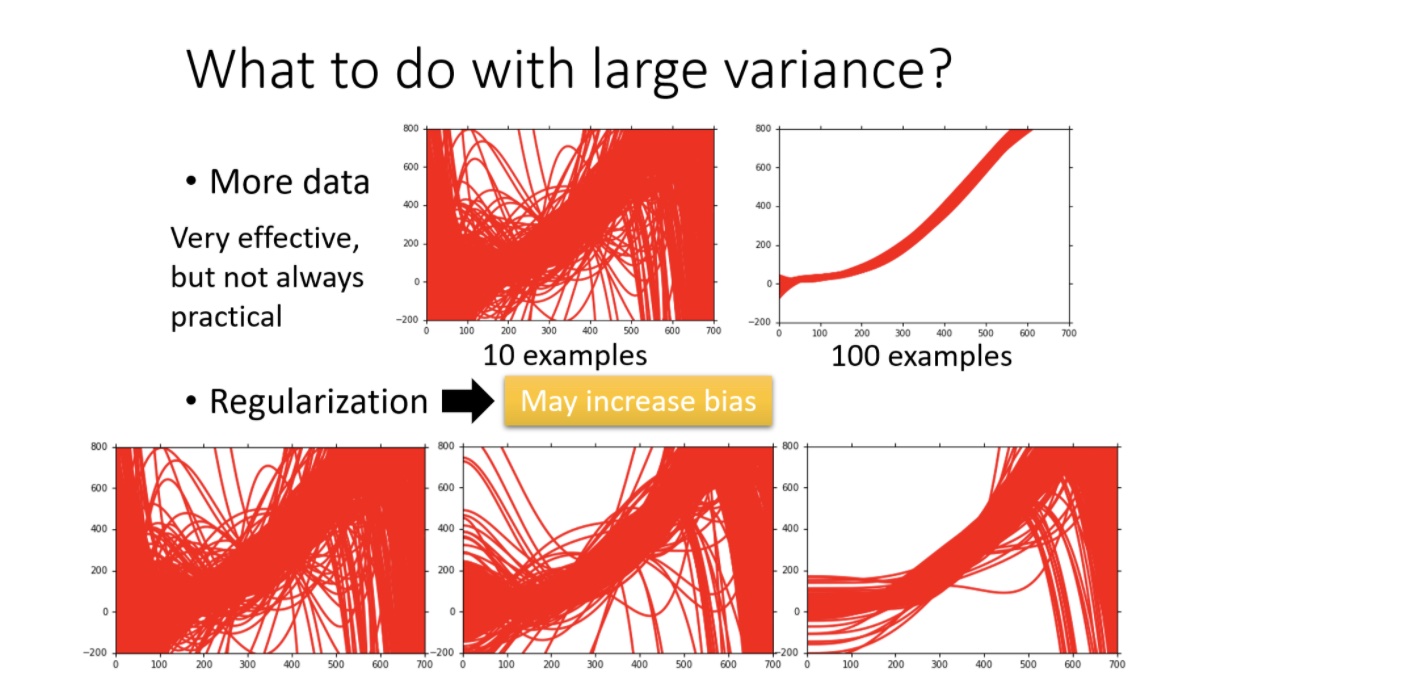 What to do with large variance?
• More data
Very effective,
but not always
practical
800
600
400
200
0
−200
0 100 200 300 400 500 600 700
10 examples
800
600
400
200
0
−200
0 100 200 300 400 500 600 700
100 examples
• Regularization
May increase bias
800
600
400
200
0
−200
0 100 200 300 400 500 600 700
800
600
400
200
0
−200
0 100 200 300 400 500 600 700
800
600
400
200
0
−200
0 100 200 300 400 500 600 700